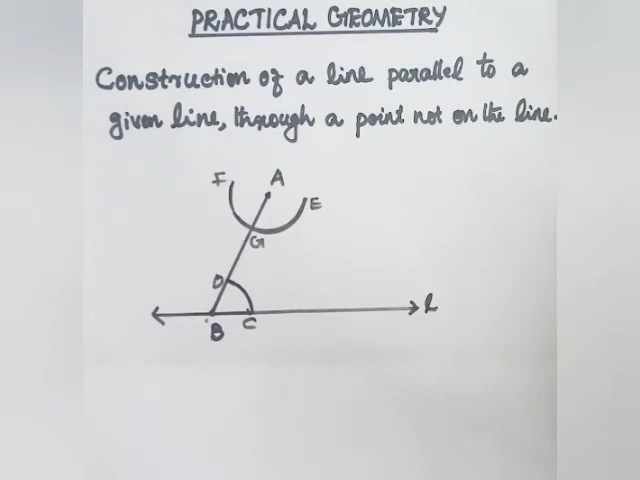 PRACTICAL GEOMETRY
Construction of a line parallel to a
given line, through a point not on the line.
F A
E
G
D
l
B C